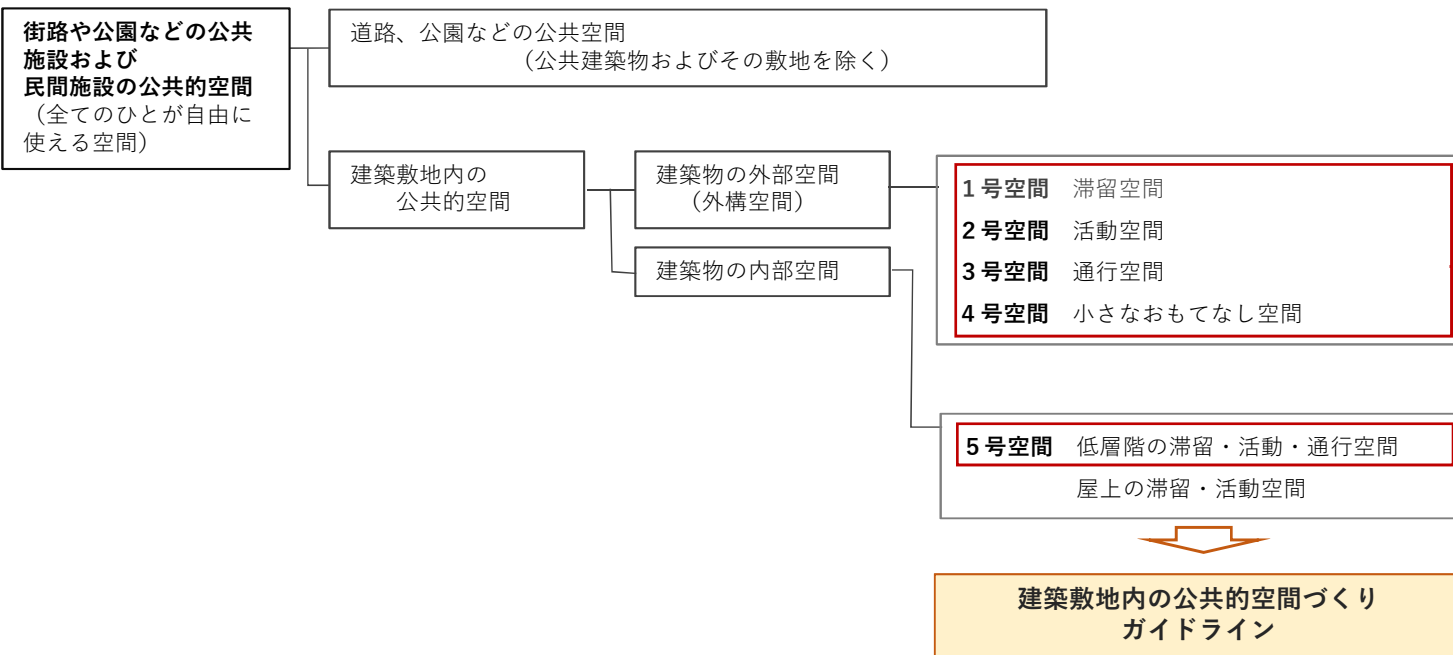 街路や公園などの公共
施設および
民間施設の公共的空間
（全てのひとが自由に
使える空間）
道路、公園などの公共空間
（公共建築物およびその敷地を除く）
建築敷地内の
公共的空間
建築物の外部空間
（外構空間）
建築物の内部空間
1号空間 滞留空間
2号空間 活動空間
3号空間 通行空間
4号空間 小さなおもてなし空間
5号空間 低層階の滞留・活動・通行空間
屋上の滞留・活動空間
建築敷地内の公共的空間づくり
ガイドライン